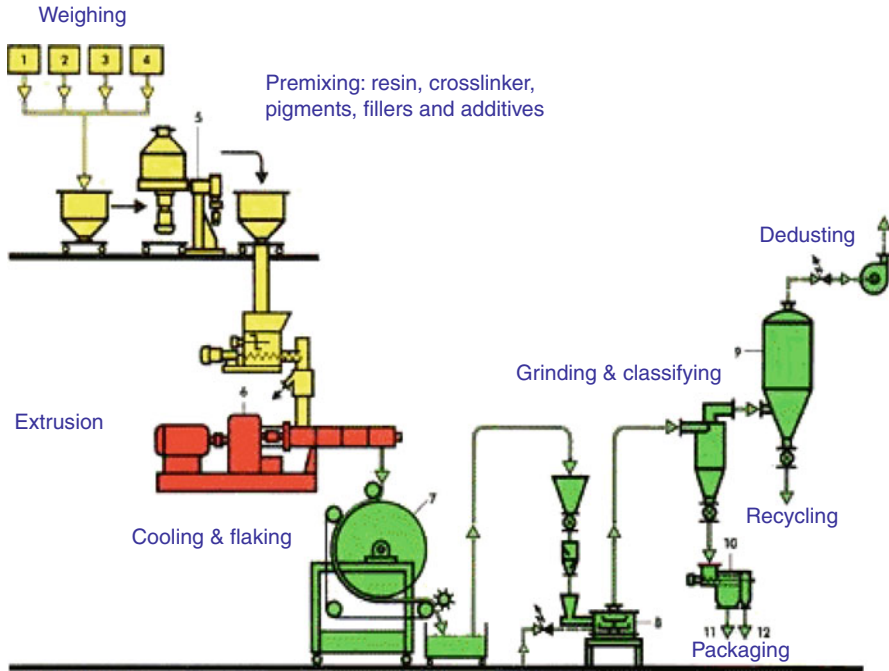 Weighing
1 2 3 4
Premixing: resin, crosslinker,
pigments, fillers and additives
5
Dedusting
9
Grinding & classifying
6
Extrusion
7
Recycling
Cooling & flaking
10
8
11 12
Packaging